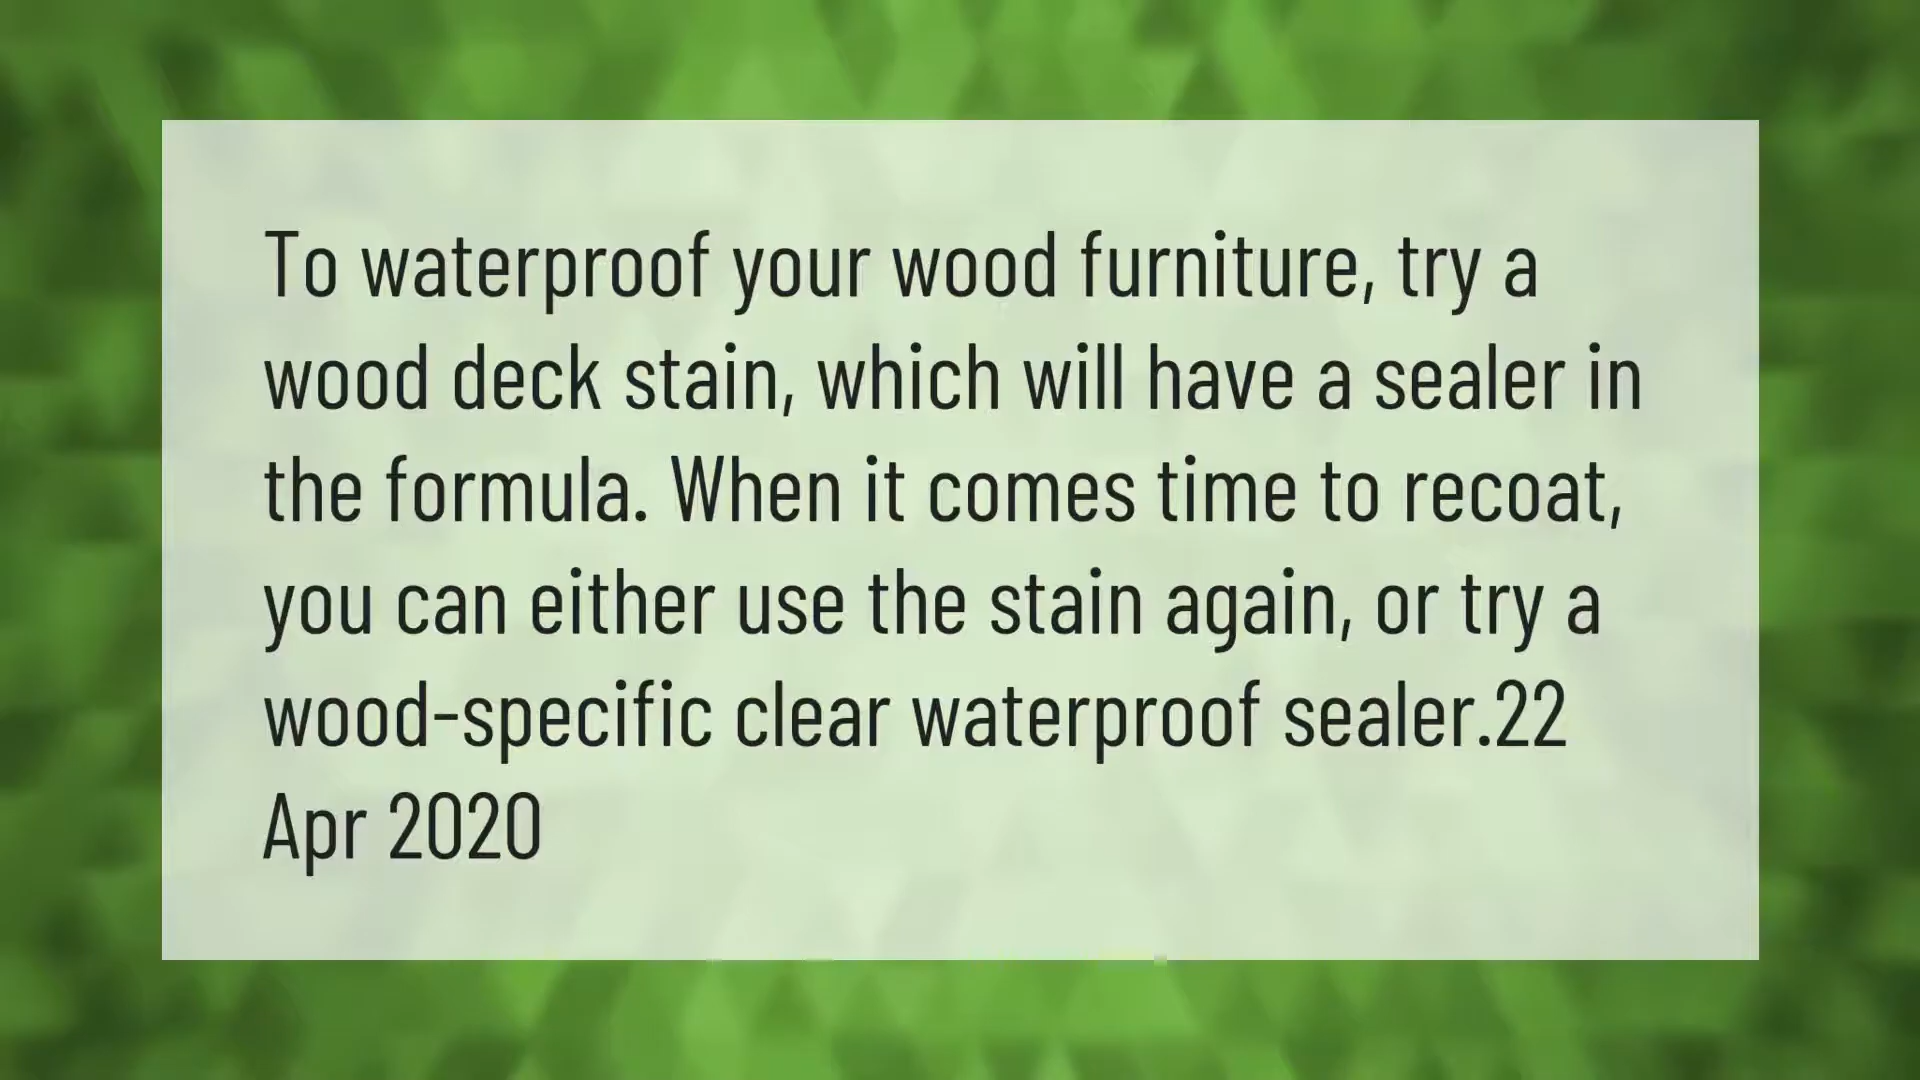 To waterproof your wood furniture, try a
wood deck stain, which will have a sealer in
the formula. When it comes time to recoat,
you can either use the stain again, or try a
wood-specific clear waterproof sealer.22
Apr 2020